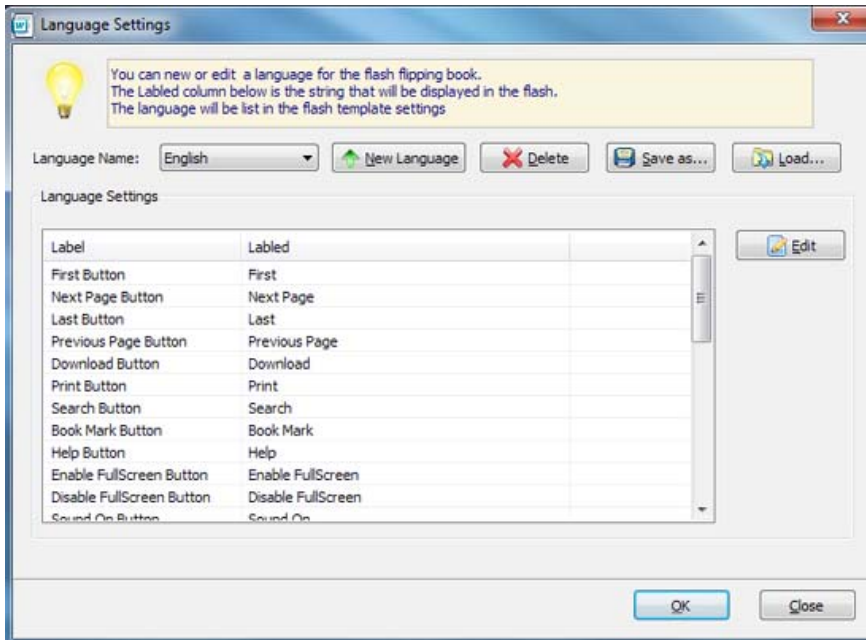 Language Settings
You can new or edit a language for the flash flipping book.
The Labled column below is the string that will be displayed in the flash.
The language will be list in the flash template settings
Language Name: English New Language Delete Save as... Load...
Language Settings
Label Labled
Edit
First Button First
Next Page Button Next Page
Last Button Last
Previous Page Button Previous Page
Download Button Download
Print Button Print
Search Button Search
Book Mark Button Book Mark
Help Button Help
Enable FullScreen Button Enable FullScreen
Disable FullScreen Button Disable FullScreen
Sound On Button Sound On
OK Close